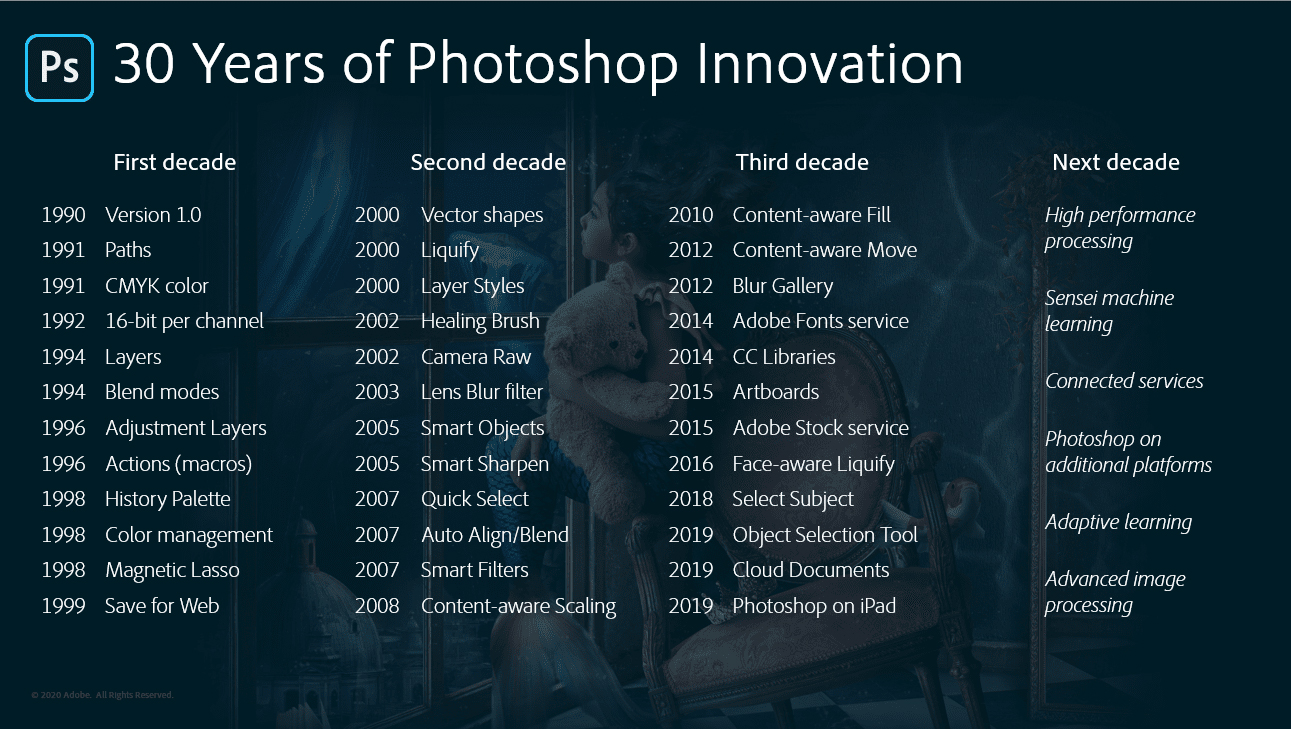 Ps 30 Years of Photoshop Innovation
First decade
1990 Version 1.0
1991 Paths
1991 CMYK color
1992 16-bit per channel
1994 Layers
1994 Blend modes
1996 Adjustment Layers
1996 Actions (macros)
1998 History Palette
1998 Color management
1998 Magnetic Lasso
1999 Save for Web
Second decade
2000 Vector shapes
2000 Liquify
2000 Layer Styles
2002 Healing Brush
2002 Camera Raw
2003 Lens Blur filter
2005 Smart Objects
2005 Smart Sharpen
2007 Quick Select
2007 Auto Align/Blend
2007 Smart Filters
2008 Content-aware Scaling
Third decade
2010 Content-aware Fill
2012 Content-aware Move
2012 Blur Gallery
2014 Adobe Fonts service
2014 CC Libraries
2015 Artboards
2015 Adobe Stock service
2016 Face-aware Liquify
2018 Select Subject
2019 Object Selection Tool
2019 Cloud Documents
2019 Photoshop on iPad
Next decade
High performance
processing
Sensei machine
learning
Connected services
Photoshop on
additional platforms
Adaptive learning
Advanced image
processing
© 2020 Adobe. All Rights Reserved.